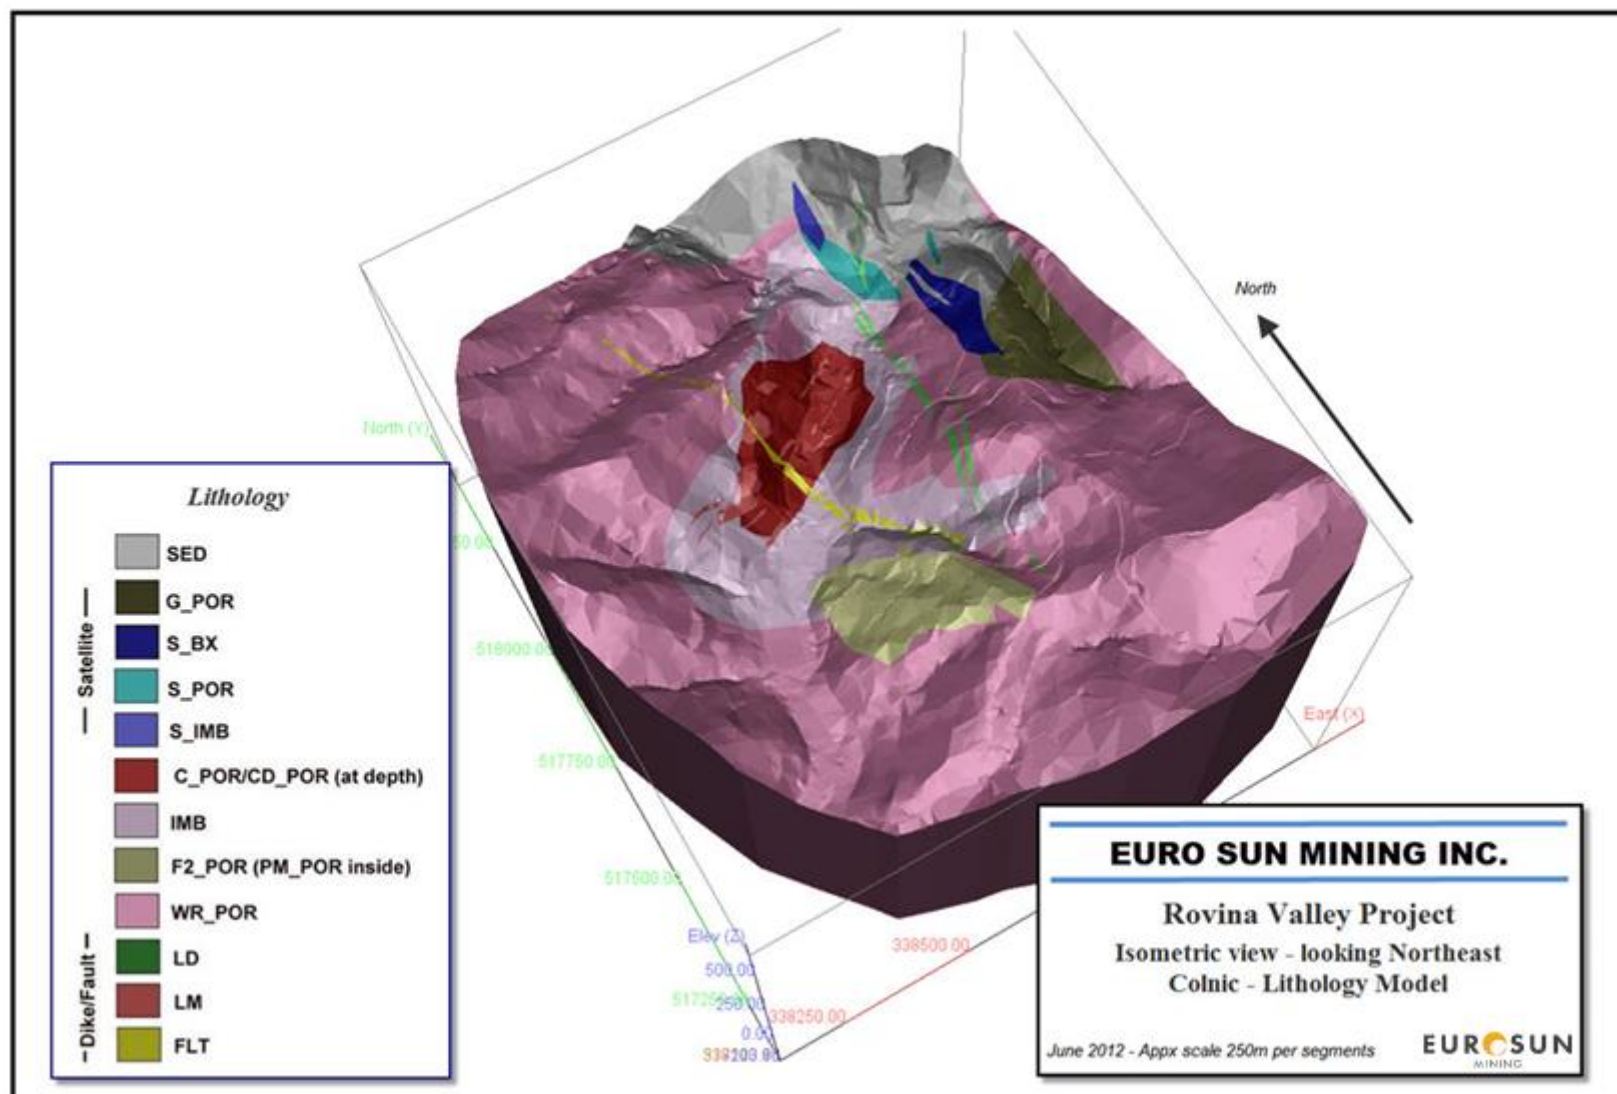 North
North (Y)
50.00
518000.00
517750.00
517500.00
Elev (Z)
500.00
250.00
0.00
338500.00
338250.00
East (X)
Lithology
SED
G_POR
S_BX
S_POR
S_IMB
Satellite
C_POR/CD_POR (at depth)
IMB
F2_POR (PM_POR inside)
WR_POR
LD
LM
FLT
Dike/Fault
EURO SUN MINING INC.
Rovina Valley Project
Isometric view - looking Northeast
Colnic - Lithology Model
June 2012 - Appx scale 250m per segments
EUROSUN
MINING